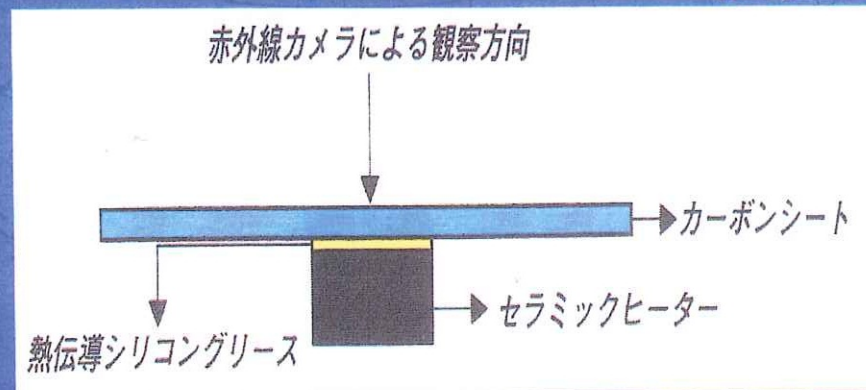 赤外線カメラによる観察方向
カーボンシート
セラミックヒーター
熱伝導シリコングリース